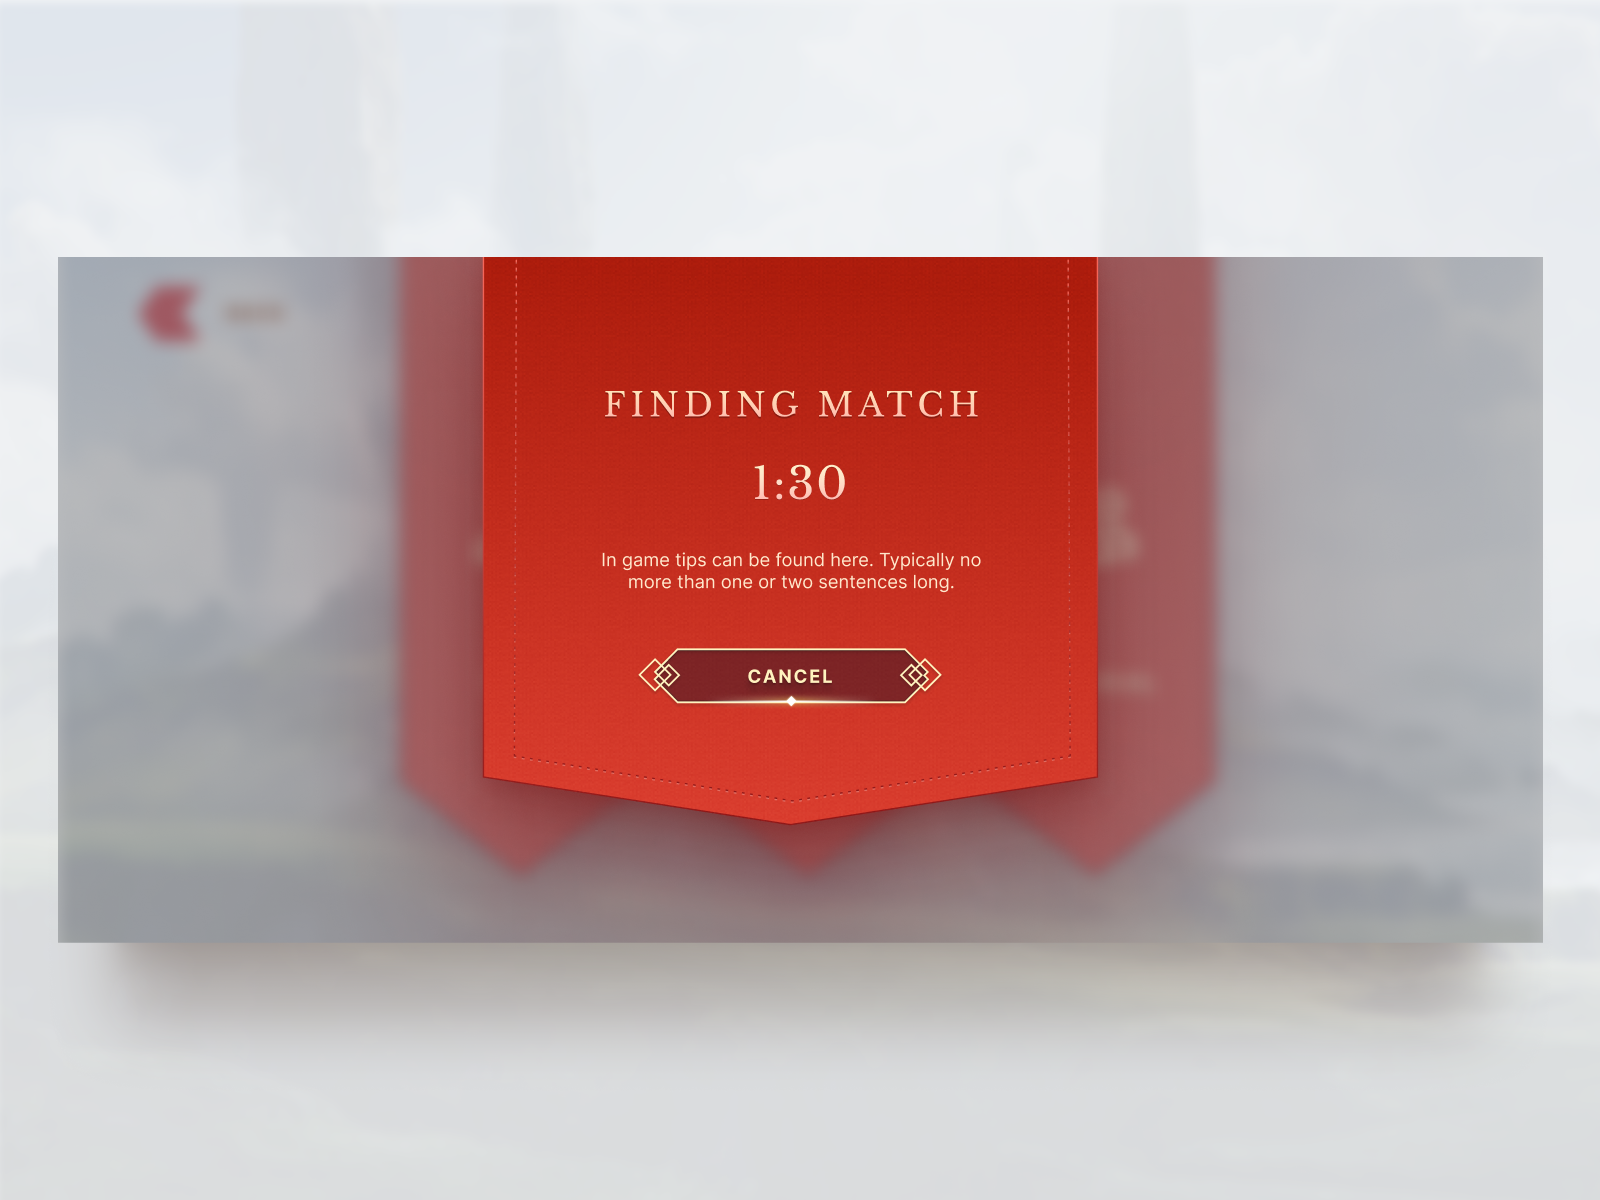 FINDING MATCH
1:30
In game tips can be found here. Typically no
more than one or two sentences long.
CANCEL